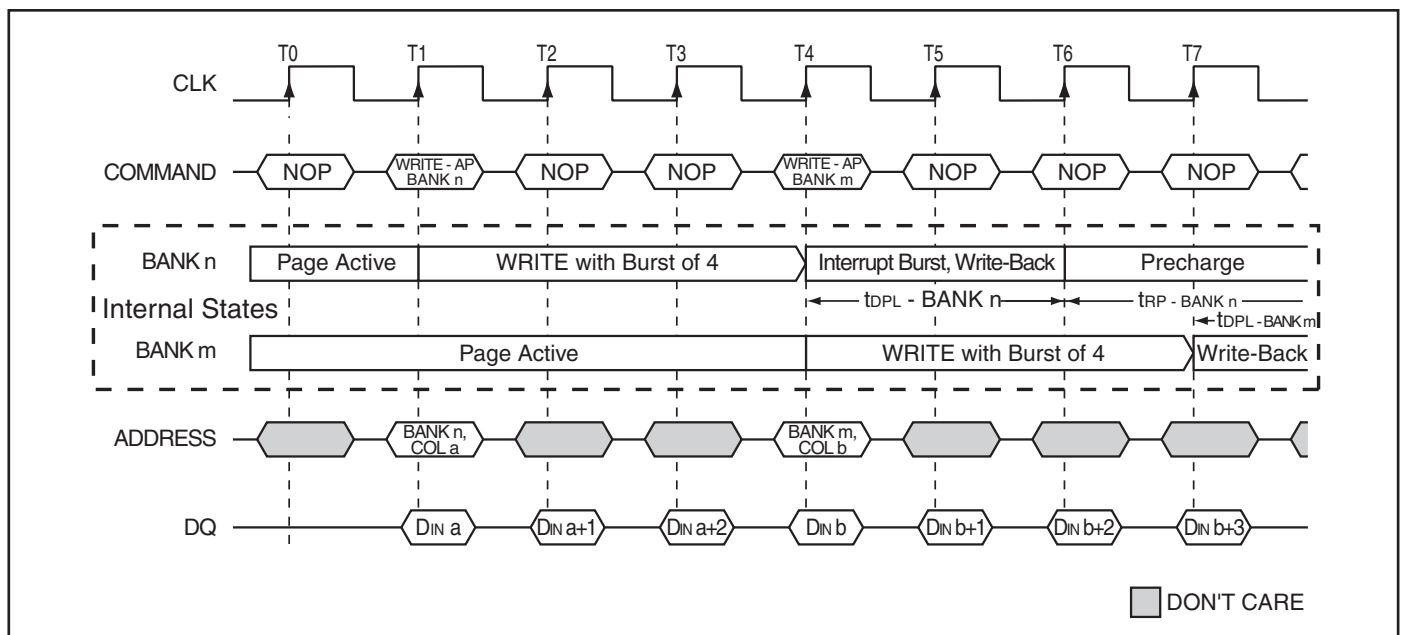 T0 T1 T2 T3 T4 T5 T6 T7
CLK
COMMAND NOP WRITE - AP BANK n NOP NOP WRITE - AP BANK m NOP NOP NOP
BANK n Page Active WRITE with Burst of 4 Interrupt Burst, Write-Back Precharge
Internal States tDPL - BANK n tRP - BANK n
tDPL - BANK m
BANK m Page Active WRITE with Burst of 4 Write-Back
ADDRESS BANK n, COL a BANK m, COL b
DQ DIN a DIN a+1 DIN a+2 DIN b DIN b+1 DIN b+2 DIN b+3
DON'T CARE